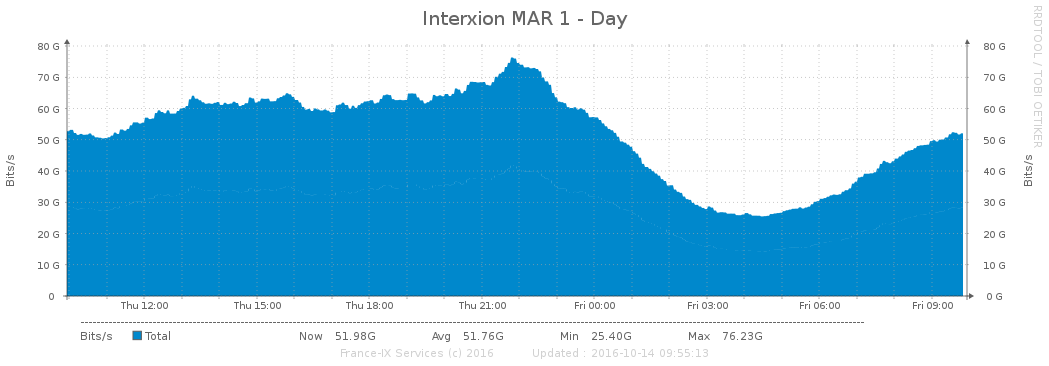 Interxion MAR 1 - Day
RRDTOOL / TOBI OETIKER
80 G 80 G
70 G 70 G
60 G 60 G
50 G 50 G
40 G 40 G
30 G 30 G
20 G 20 G
10 G 10 G
0 0 G
Bits/s
Bits/s
Thu 12:00 Thu 15:00 Thu 18:00 Thu 21:00 Fri 00:00 Fri 03:00 Fri 06:00 Fri 09:00
Bits/s Total Now 51.98G Avg 51.76G Min 25.40G Max 76.23G
France-IX Services (c) 2016 Updated : 2016-10-14 09:55:13